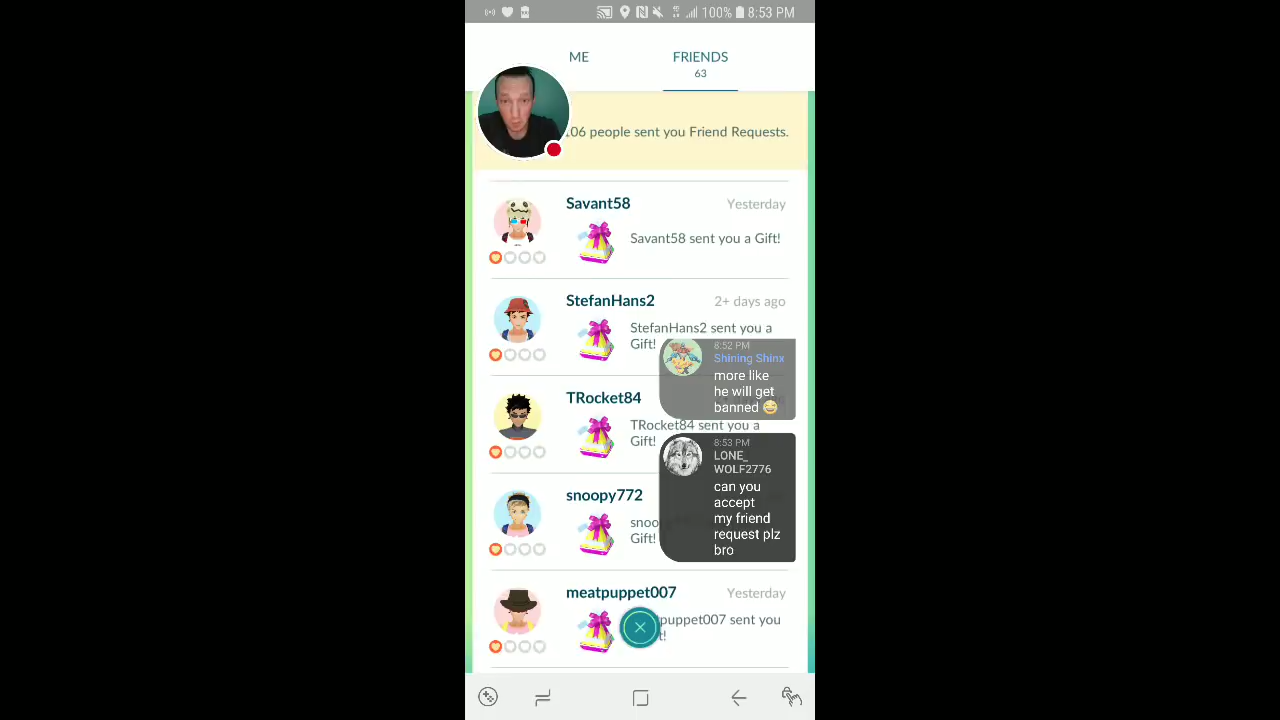 100% 8:53 PM
ME
FRIENDS
63
106 people sent you Friend Requests.
Savant58
Yesterday
Savant58 sent you a Gift!
StefanHans2
2+ days ago
StefanHans2 sent you a
Gift!
8:52 PM
Shining Shinx
more like
he will get
banned
TRocket84
TRocket84 sent you a
Gift!
8:53 PM
LONE_
WOLF2776
can you
accept
my friend
request plz
bro
snoopy772
Gift!
meatpuppet007
Yesterday
sent you